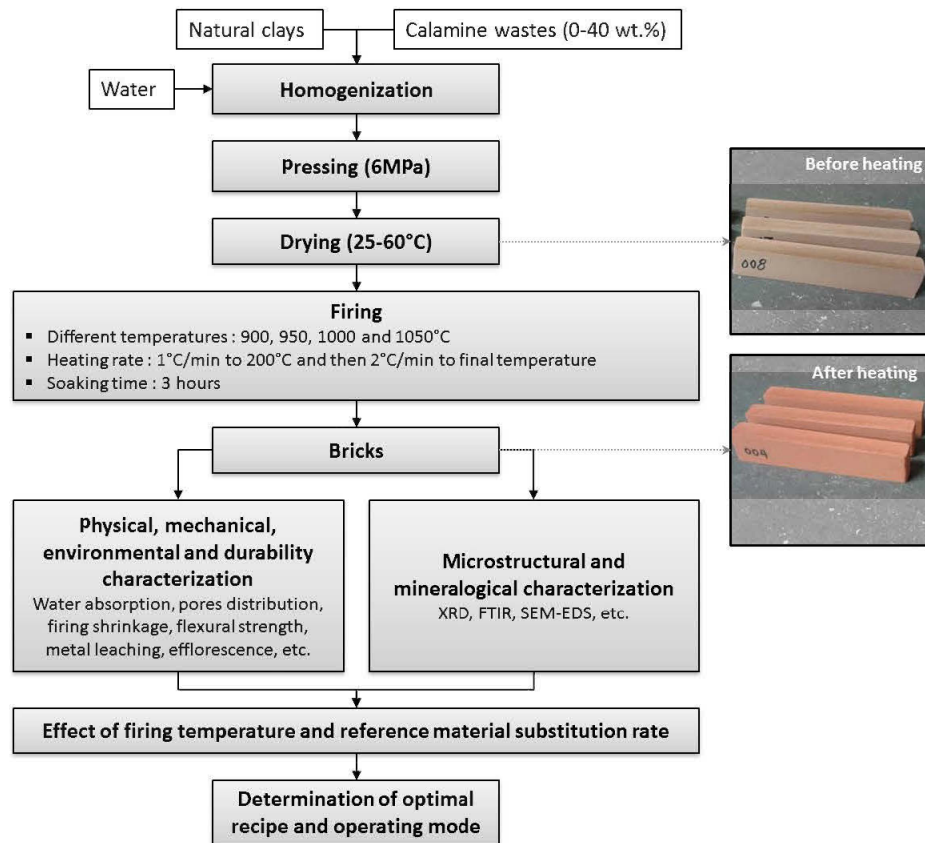 Natural clays
Calamine wastes (0-40 wt.%)
Water
Homogenization
Pressing (6MPa)
Before heating
Drying (25-60°C)
008
Firing
▪ Different temperatures : 900, 950, 1000 and 1050°C
▪ Heating rate : 1°C/min to 200°C and then 2°C/min to final temperature
▪ Soaking time : 3 hours
After heating
Bricks
009
Physical, mechanical,
environmental and durability
characterization
Water absorption, pores distribution,
firing shrinkage, flexural strength,
metal leaching, efflorescence, etc.
Microstructural and
mineralogical characterization
XRD, FTIR, SEM-EDS, etc.
Effect of firing temperature and reference material substitution rate
Determination of optimal
recipe and operating mode